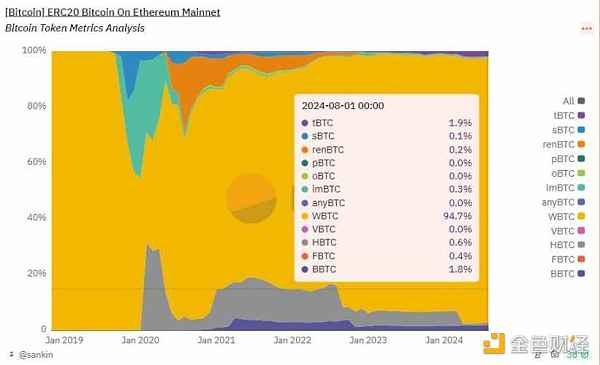 [Bitcoin] ERC20 Bitcoin On Ethereum Mainnet
Bitcoin Token Metrics Analysis
100%
80%
60%
40%
20%
0
Jan 2019
Jan 2020
Jan 2021
Jan 2022
Jan 2023
Jan 2024
2024-08-01 00:00
tBTC 1.9%
sBTC 0.1%
renBTC 0.2%
pBTC 0.0%
oBTC 0.0%
imBTC 0.3%
anyBTC 0.0%
WBTC 94.7%
VBTC 0.0%
HBTC 0.6%
FBTC 0.4%
BBTC 1.8%
All
tBTC
sBTC
renBTC
pBTC
oBTC
imBTC
anyBTC
WBTC
VBTC
HBTC
FBTC
BBTC
@sankin
金色财经